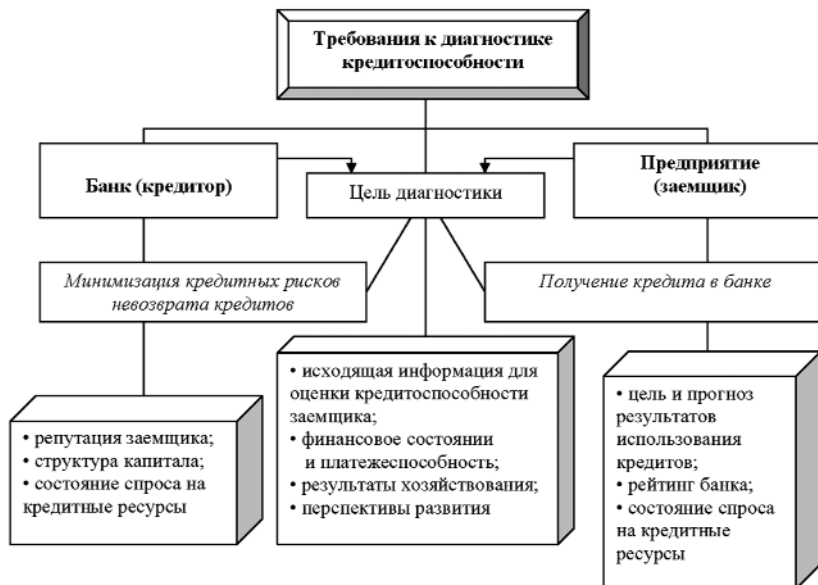 Требования к диагностике
кредитоспособности
Банк (кредитор)
Цель диагностики
Предприятие
(заемщик)
Минимизация кредитных рисков
невозврата кредитов
Получение кредита в банке
• репутация заемщика;
• структура капитала;
• состояние спроса на
кредитные ресурсы
• исходящая информация для
оценки кредитоспособности
заемщика;
• финансовое состоянии
и платежеспособность;
• результаты хозяйствования;
• перспективы развития
• цель и прогноз
результатов
использования
кредитов;
• рейтинг банка;
• состояние спроса
на кредитные
ресурсы